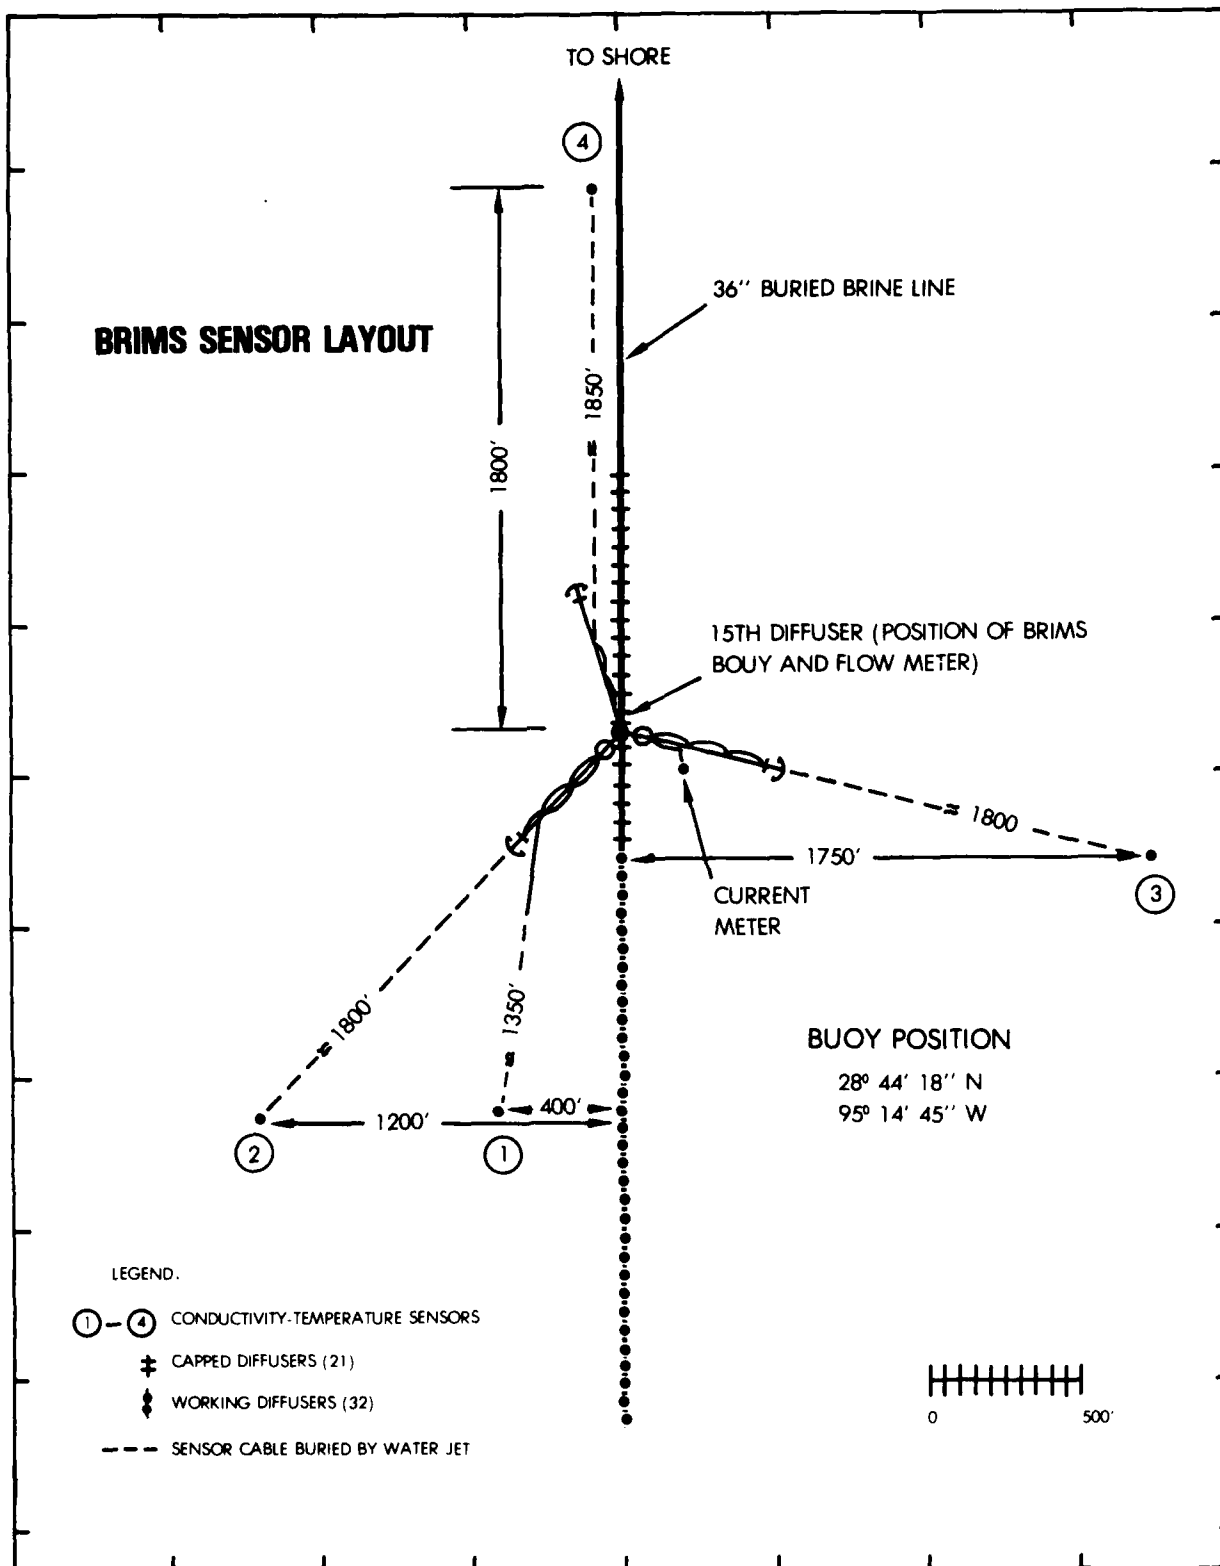 TO SHORE
4
36" BURIED BRINE LINE
BRIMS SENSOR LAYOUT
≈ 1850'
1800'
15TH DIFFUSER (POSITION OF BRIMS
BOUY AND FLOW METER)
≈ 1800
1750'
3
CURRENT
METER
≈ 1800'
≈ 1350'
BUOY POSITION
28° 44' 18" N
95° 14' 45" W
400'
1200'
2
1
LEGEND.
1 - 4 CONDUCTIVITY-TEMPERATURE SENSORS
CAPPED DIFFUSERS (21)
WORKING DIFFUSERS (32)
SENSOR CABLE BURIED BY WATER JET
0 500'